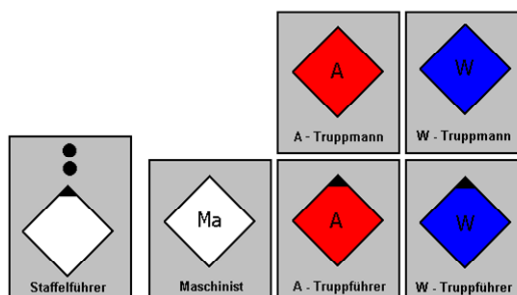 A
W
A - Truppmann
W - Truppmann
Ma
A
W
Staffelführer
Maschinist
A - Truppführer
W - Truppführer